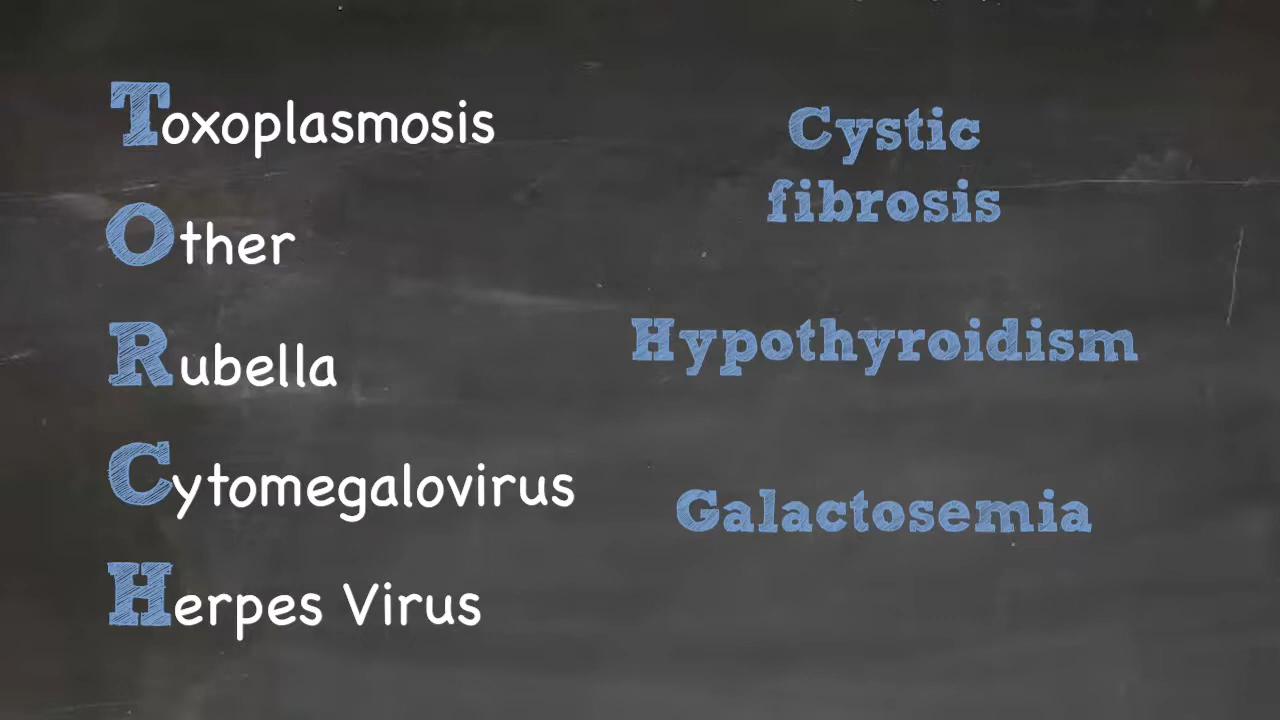 Toxoplasmosis
Other
Rubella
Cytomegalovirus
Herpes Virus
Cystic
fibrosis
Hypothyroidism
Galactosemia